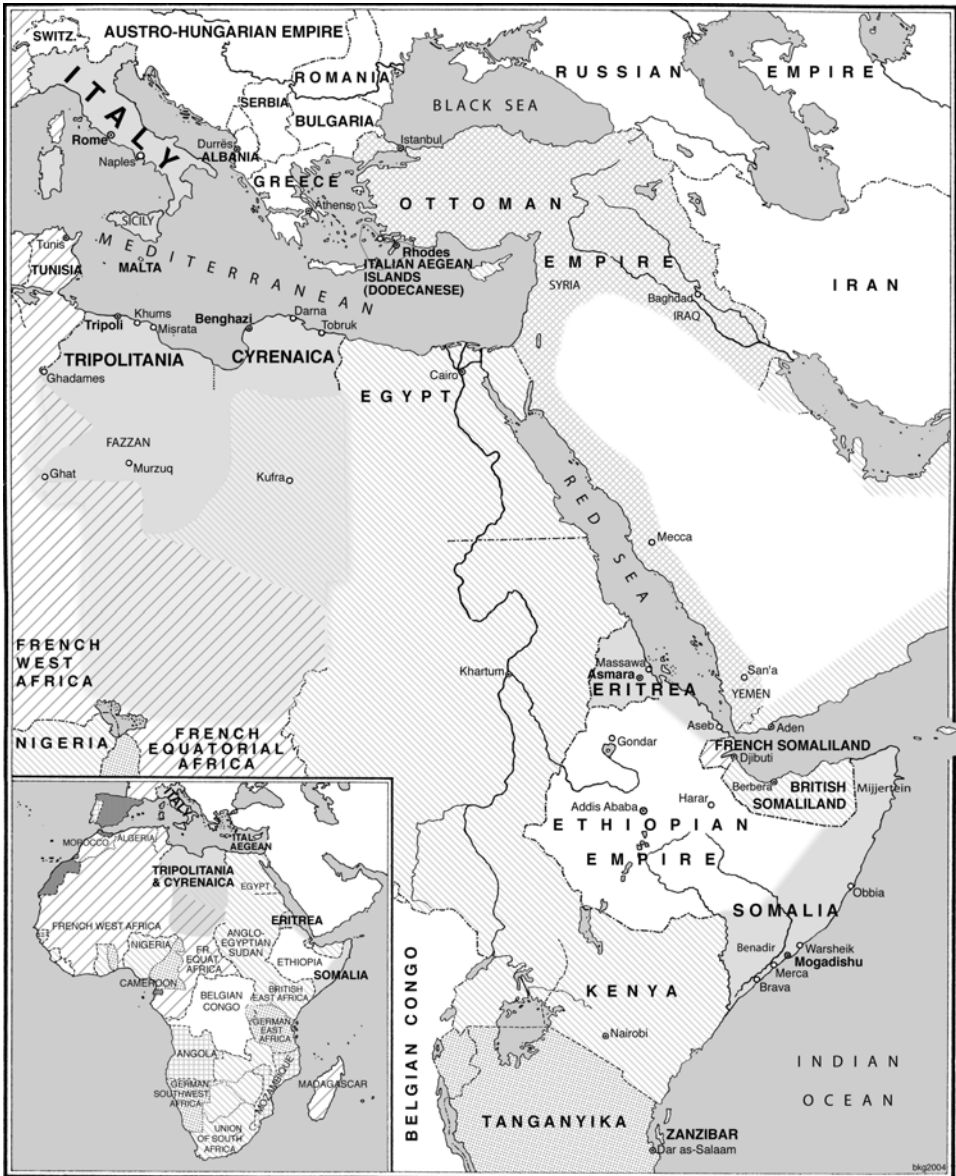 SWITZ.
AUSTRO-HUNGARIAN EMPIRE
ITALY
ROMANIA
SERBIA
BULGARIA
RUSSIAN EMPIRE
BLACK SEA
Rome
Naples
Durrës
ALBANIA
Istanbul
GREECE
Athens
OTTOMAN
EMPIRE
SICILY
Tunis
TUNISIA
MALTA
MEDITERRANEAN
Rhodes
ITALIAN AEGEAN
ISLANDS
(DODECANESE)
SYRIA
Baghdad
IRAQ
IRAN
Tripoli
Khums
Misrata
Benghazi
Darna
Tobruk
TRIPOLITANIA
CYRENAICA
Ghadames
Cairo
EGYPT
FAZZAN
Ghat
Murzuq
Kufra
RED SEA
Mecca
FRENCH
WEST
AFRICA
Khartum
Massawa
Asmara
ERITREA
San'a
YEMEN
NIGERIA
FRENCH
EQUATORIAL
AFRICA
Aseb
Aden
Gondar
FRENCH SOMALILAND
Djibuti
Berbera
BRITISH
SOMALILAND
Mijjertein
Addis Ababa
Harar
ETHIOPIAN
EMPIRE
Obbia
SOMALIA
Benadir
Warsheik
Mogadishu
Merca
Brava
KENYA
Nairobi
BELGIAN CONGO
INDIAN
OCEAN
TANGANYIKA
ZANZIBAR
Dar as-Salaam
bkg2004
ITALY
ITAL.
AEGEAN
MOROCCO
ALGERIA
TRIPOLITANIA
& CYRENAICA
EGYPT
FRENCH WEST AFRICA
ERITREA
NIGERIA
ANGLO-
EGYPTIAN
SUDAN
FR.
EQUAT.
AFRICA
ETHIOPIA
SOMALIA
CAMEROON
BELGIAN
CONGO
BRITISH
EAST AFRICA
GERMAN
EAST
AFRICA
ANGOLA
MOZAMBIQUE
MADAGASCAR
GERMAN
SOUTHWEST
AFRICA
UNION
OF SOUTH
AFRICA